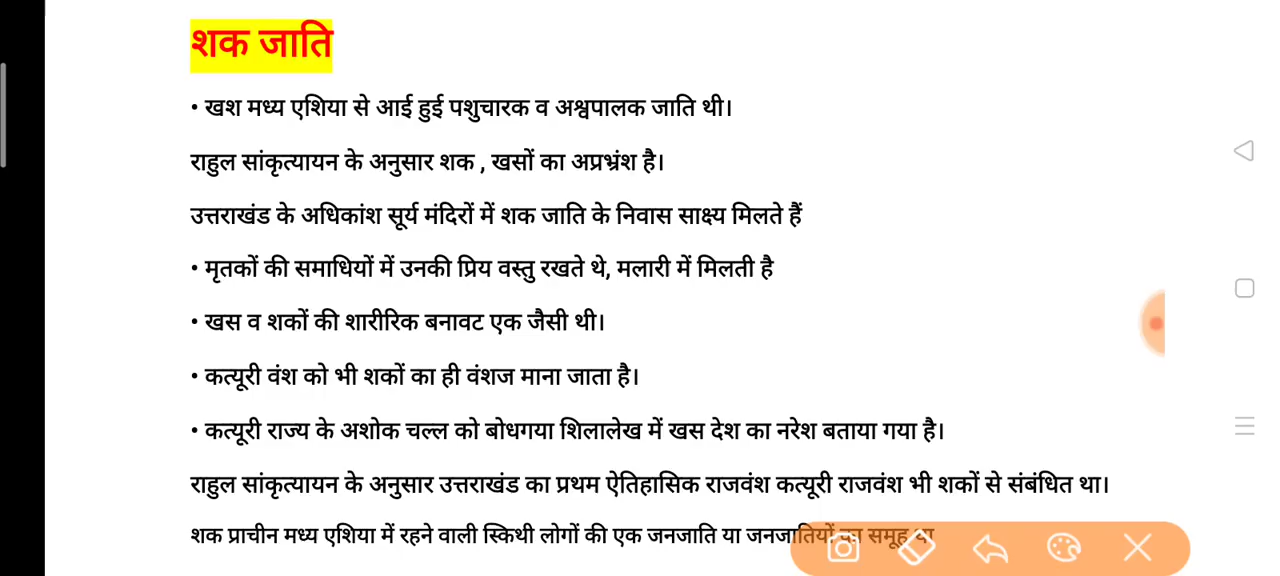 शक जाति
• खश मध्य एशिया से आई हुई पशुचारक व अश्वपालक जाति थी।
राहुल सांकृत्यायन के अनुसार शक , खसों का अप्रभ्रंश है।
उत्तराखंड के अधिकांश सूर्य मंदिरों में शक जाति के निवास साक्ष्य मिलते हैं
• मृतकों की समाधियों में उनकी प्रिय वस्तु रखते थे, मलारी में मिलती है
• खस व शकों की शारीरिक बनावट एक जैसी थी।
• कत्यूरी वंश को भी शकों का ही वंशज माना जाता है।
• कत्यूरी राज्य के अशोक चल्ल को बोधगया शिलालेख में खस देश का नरेश बताया गया है।
राहुल सांकृत्यायन के अनुसार उत्तराखंड का प्रथम ऐतिहासिक राजवंश कत्यूरी राजवंश भी शकों से संबंधित था।
शक प्राचीन मध्य एशिया में रहने वाली स्किथी लोगों की एक जनजाति या जनजातियों का समूह था